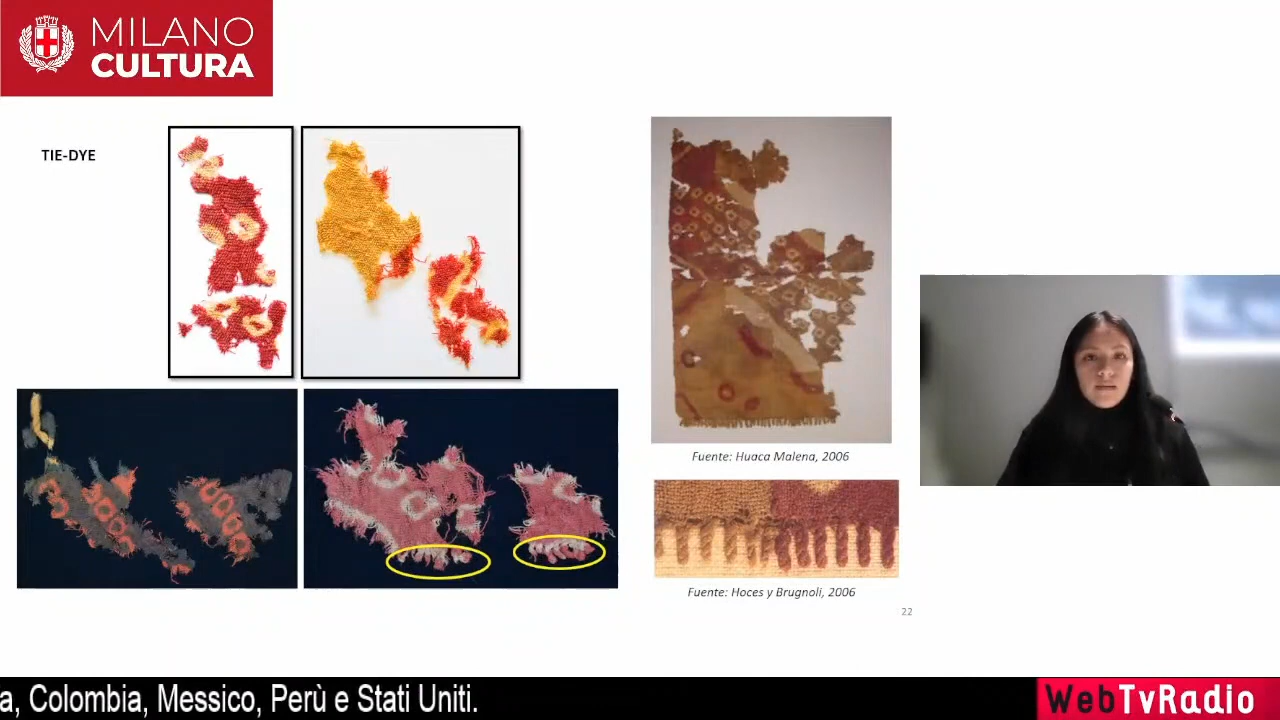 MILANO
CULTURA
TIE-DYE
Fuente: Huaca Malena, 2006
Fuente: Hoces y Brugnoli, 2006
22
a, Colombia, Messico, Perù e Stati Uniti.
WebTvRadio